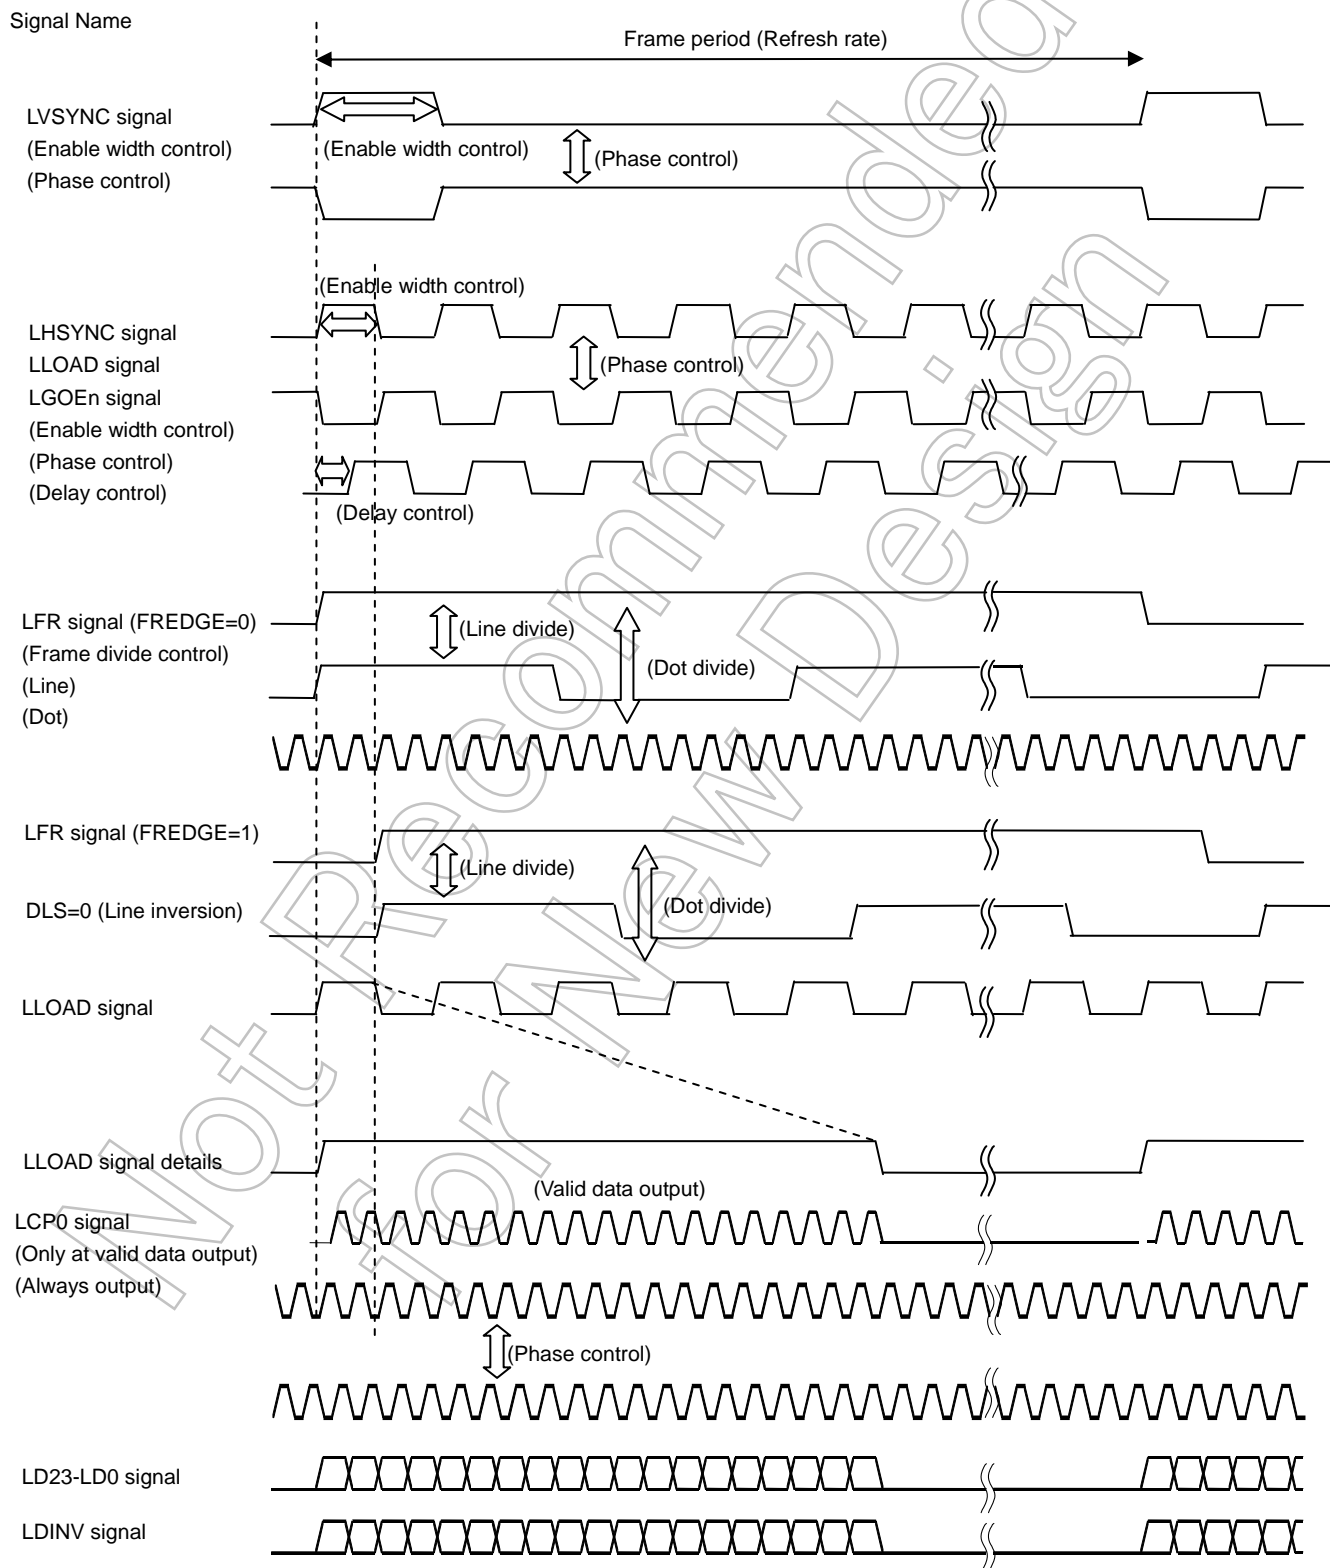 Signal Name
Frame period (Refresh rate)
LVSYNC signal
(Enable width control)
(Phase control)
(Enable width control)
(Phase control)
(Enable width control)
LHSYNC signal
LLOAD signal
LGOEn signal
(Enable width control)
(Phase control)
(Delay control)
(Phase control)
(Delay control)
LFR signal (FREDGE=0)
(Frame divide control)
(Line)
(Dot)
(Line divide)
(Dot divide)
LFR signal (FREDGE=1)
(Line divide)
DLS=0 (Line inversion)
(Dot divide)
LLOAD signal
LLOAD signal details
(Valid data output)
LCP0 signal
(Only at valid data output)
(Always output)
(Phase control)
LD23-LD0 signal
LDINV signal
Not Recommended
for New Design